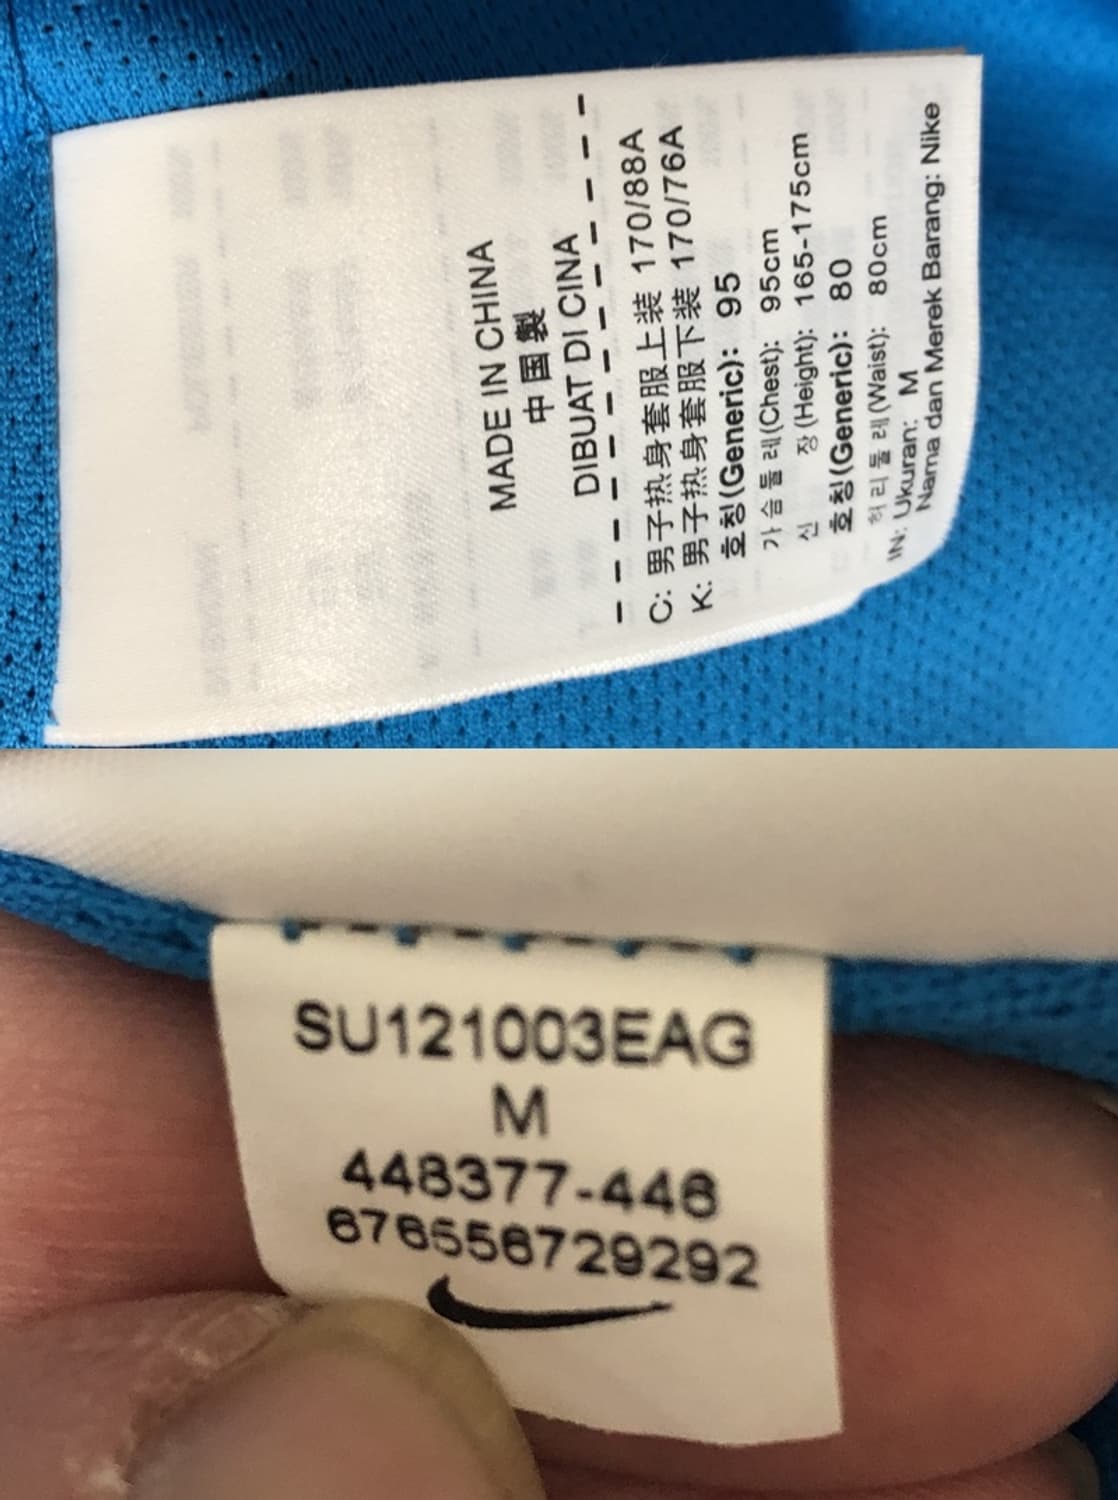 MADE IN CHINA
中国製
DIBUAT DI CINA
C: 男子热身套服上装 170/88A
K: 男子热身套服下装 170/76A
호칭(Generic): 95
가슴둘레(Chest): 95cm
신 장(Height): 165-175cm
호칭(Generic): 80
허리둘레(Waist): 80cm
IN: Ukuran: M
Nama dan Merek Barang: Nike
SU121003EAG
M
448377-446
676556729292